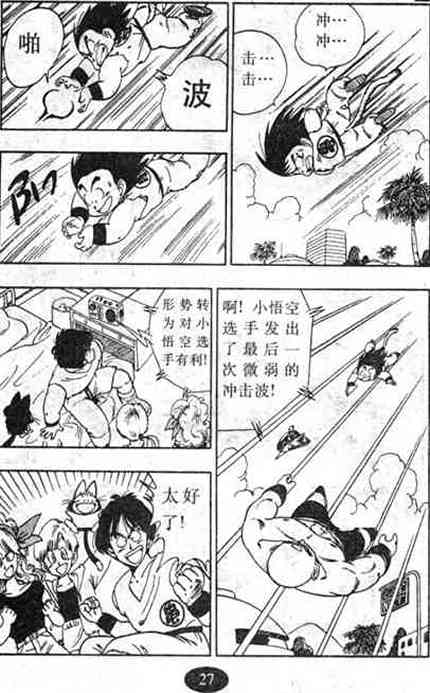 冲…
冲…
击…
击…
波
啪
啊！小悟空
选手发出
了最后一
次微弱的
冲击波！
形势转
为对小
悟空选
手有利！
太好
了！
27